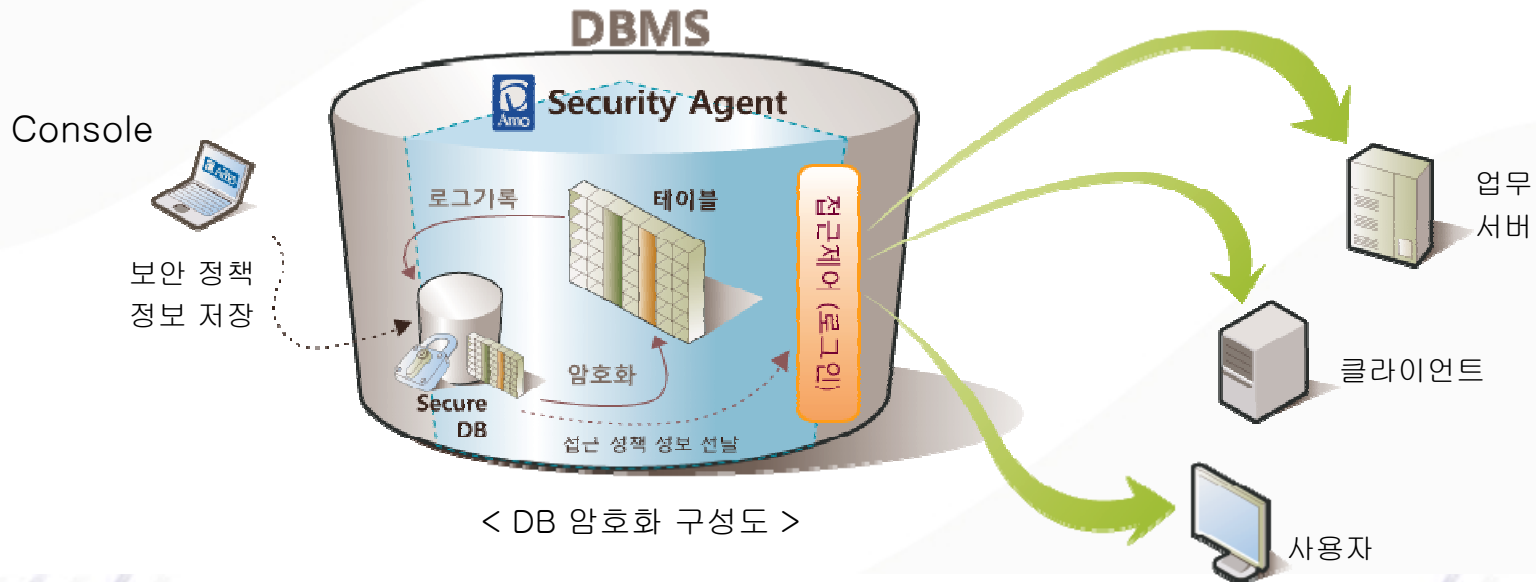 DBMS
Amo
Security Agent
Console
Amo
로그기록
테이블
접근제어 (로그인)
업무
서버
보안 정책
정보 저장
클라이언트
암호화
Secure
DB
접근 정책 정보 전달
< DB 암호화 구성도 >
사용자